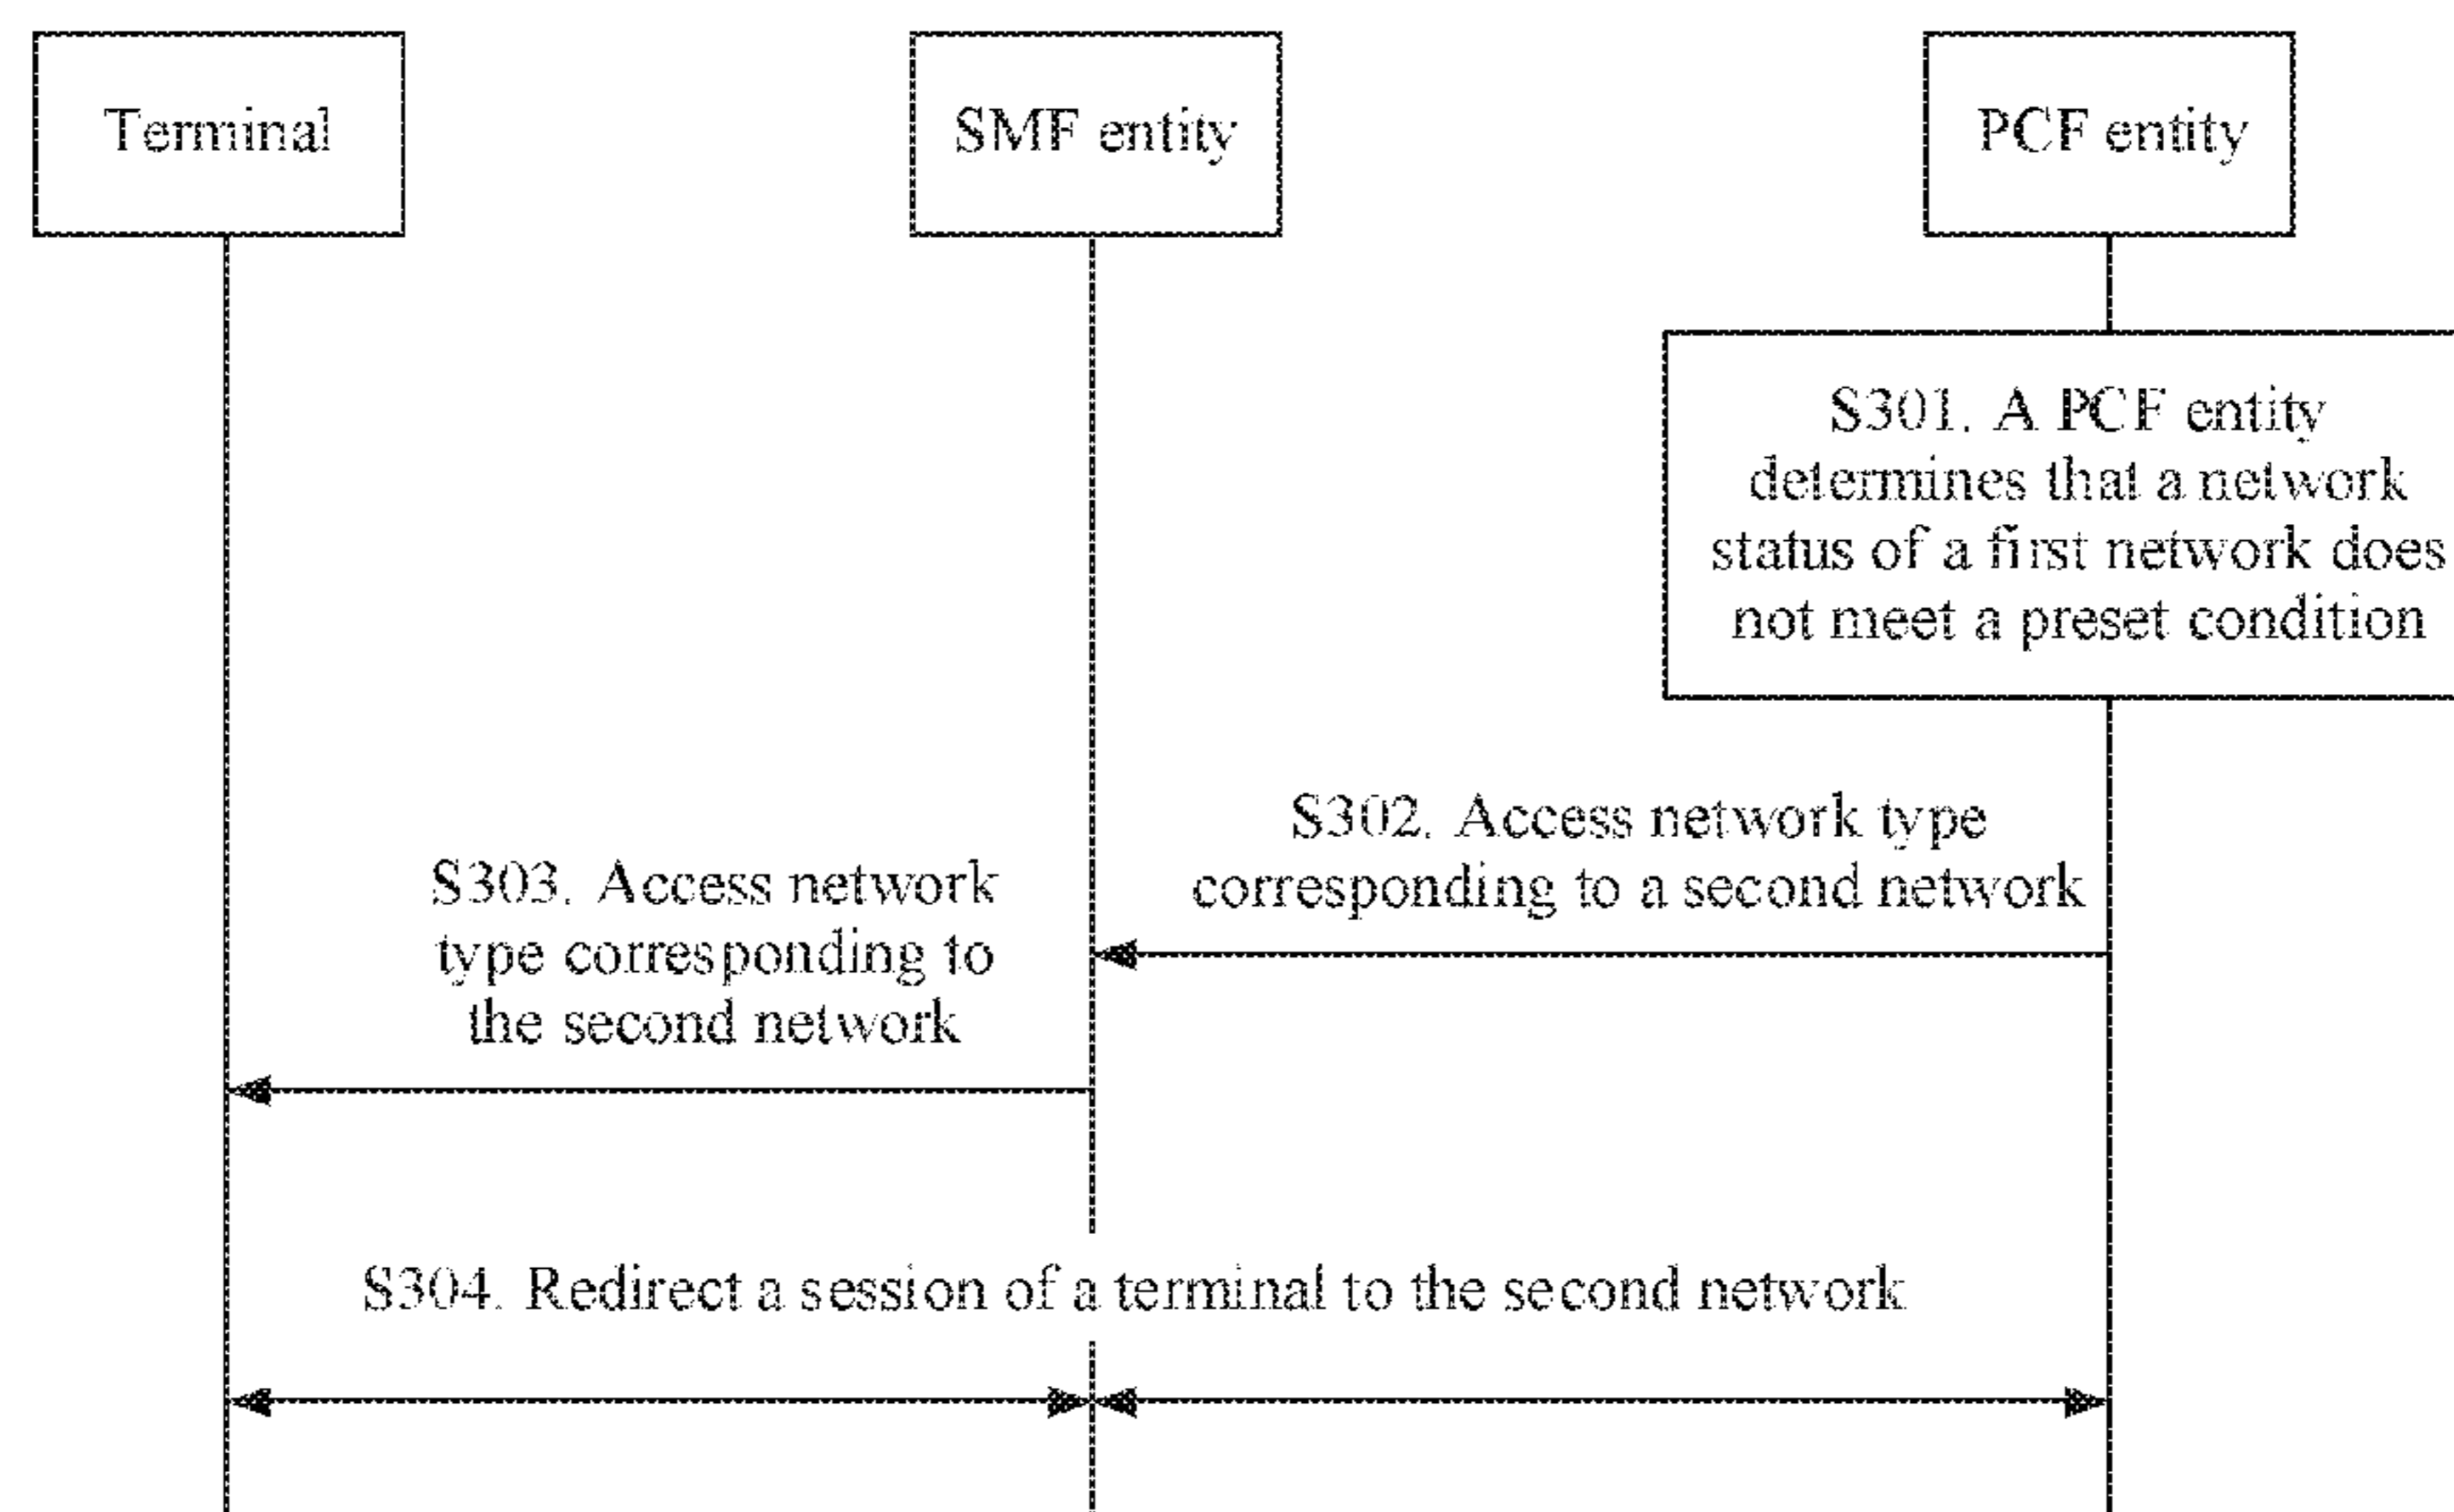 Terminal
SMF entity
PCF entity
S301. A PCF entity
determines that a network
status of a first network does
not meet a preset condition
S302. Access network type
corresponding to a second network
S303. Access network
type corresponding to
the second network
S304. Redirect a session of a terminal to the second network